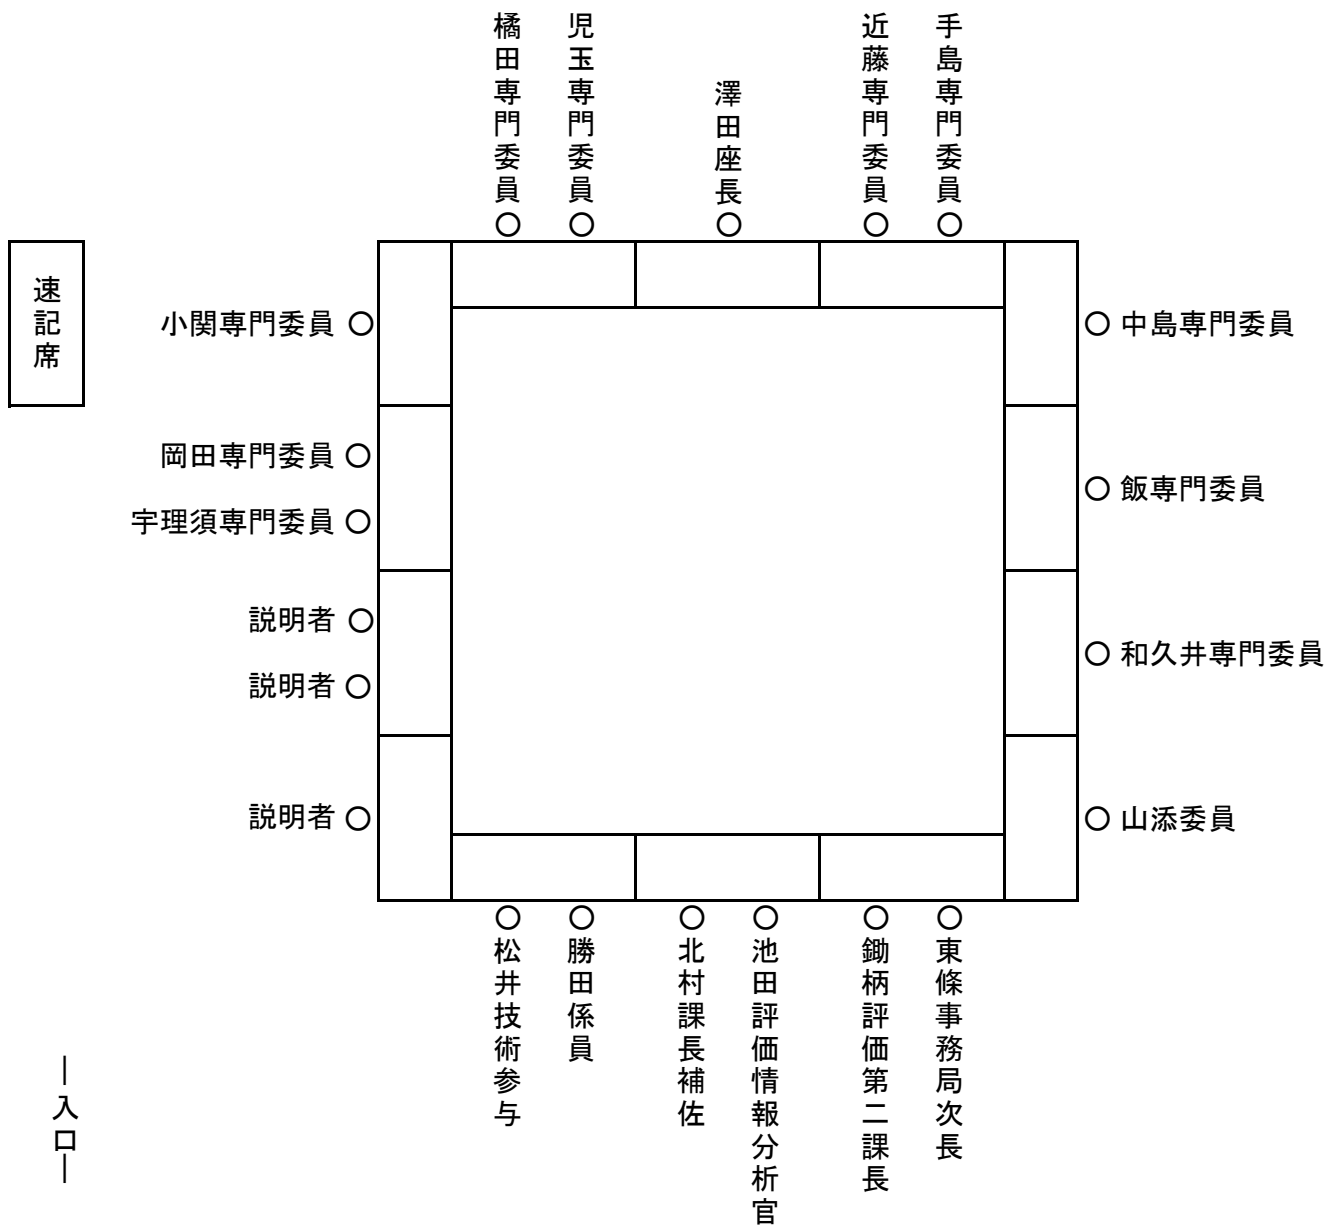 橘田専門委員
児玉専門委員
澤田座長
近藤専門委員
手島専門委員
速記席
小関専門委員
岡田専門委員
宇理須専門委員
説明者
説明者
説明者
中島専門委員
飯専門委員
和久井専門委員
山添委員
松井技術参与
勝田係員
北村課長補佐
池田評価情報分析官
鋤柄評価第二課長
東條事務局次長
―入口―